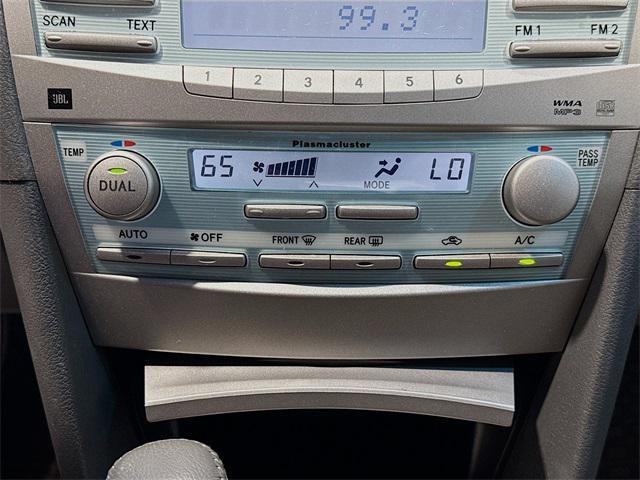 99.3
SCAN TEXT FM1 FM2
1 2 3 4 5 6
JBL WMA
MP3
Plasmacluster
TEMP 65 LO PASS
TEMP
DUAL MODE
AUTO OFF FRONT REAR A/C